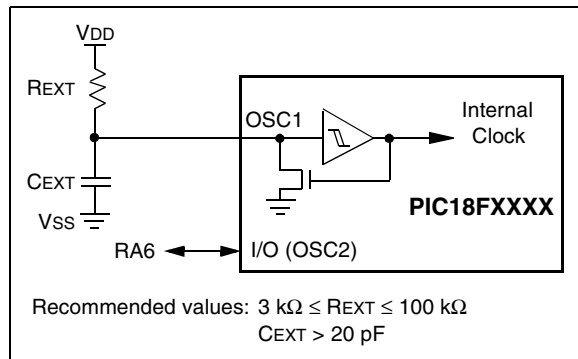 VDD
REXT
OSC1
Internal
Clock
CEXT
PIC18FXXXX
VSS
RA6
I/O (OSC2)
Recommended values: 3 kΩ ≤ REXT ≤ 100 kΩ
CEXT > 20 pF